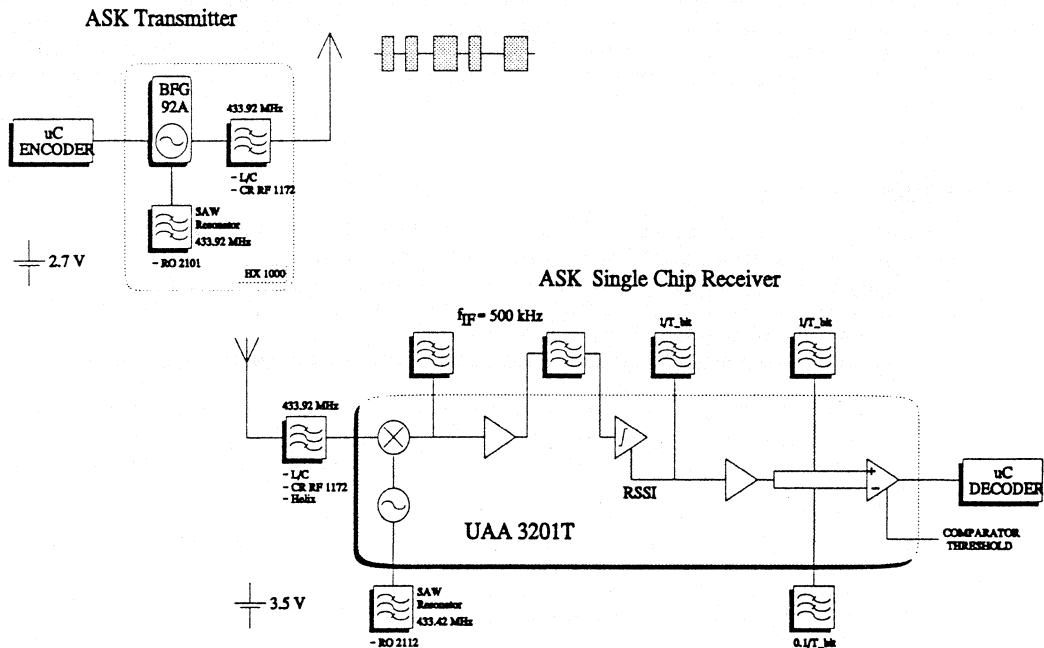 ASK Transmitter
BFG
92A
433.92 MHz
uC
ENCODER
- L/C
- CR RF 1172
SAW
Resonator
433.92 MHz
- RO 2101
HX 1000
2.7 V
ASK Single Chip Receiver
fIF = 500 kHz
1/T_bit
1/T_bit
433.92 MHz
- L/C
- CR RF 1172
- Helix
RSSI
+
-
uC
DECODER
UAA 3201T
COMPARATOR
THRESHOLD
3.5 V
SAW
Resonator
433.42 MHz
- RO 2112
0.1/T_bit